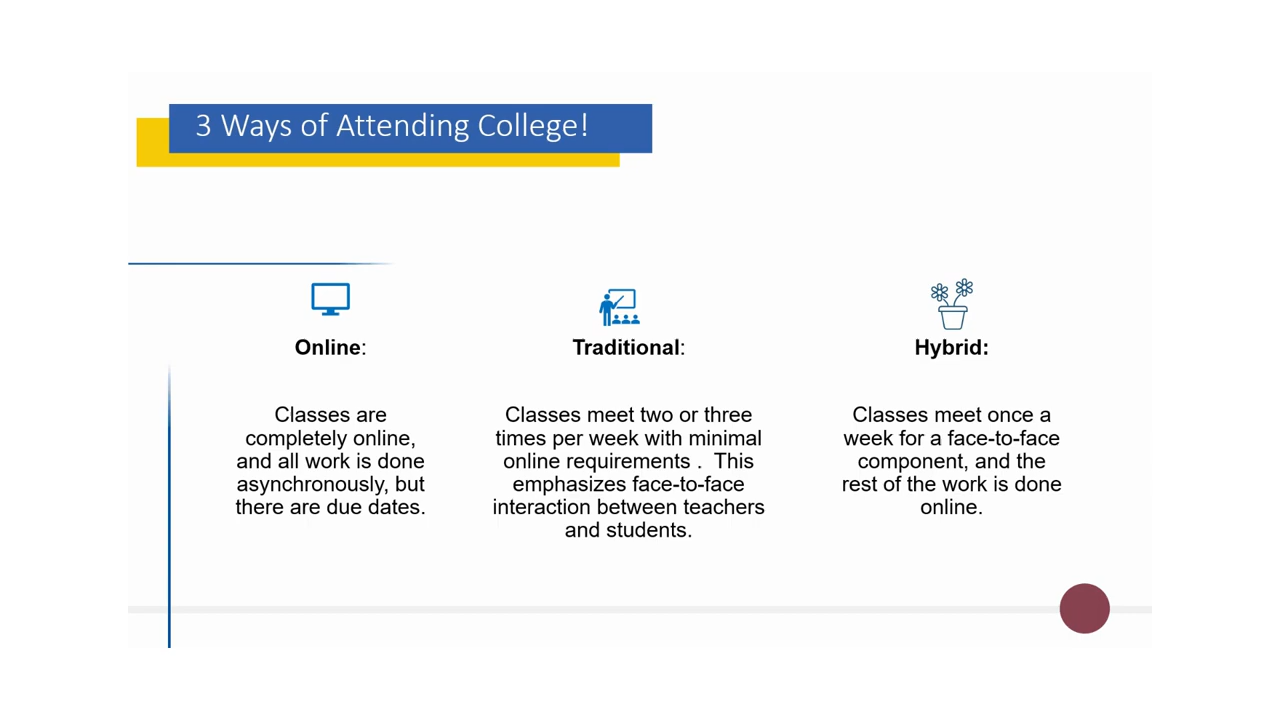 3 Ways of Attending College!
Online:
Classes are
completely online,
and all work is done
asynchronously, but
there are due dates.
Traditional:
Classes meet two or three
times per week with minimal
online requirements .  This
emphasizes face-to-face
interaction between teachers
and students.
Hybrid:
Classes meet once a
week for a face-to-face
component, and the
rest of the work is done
online.